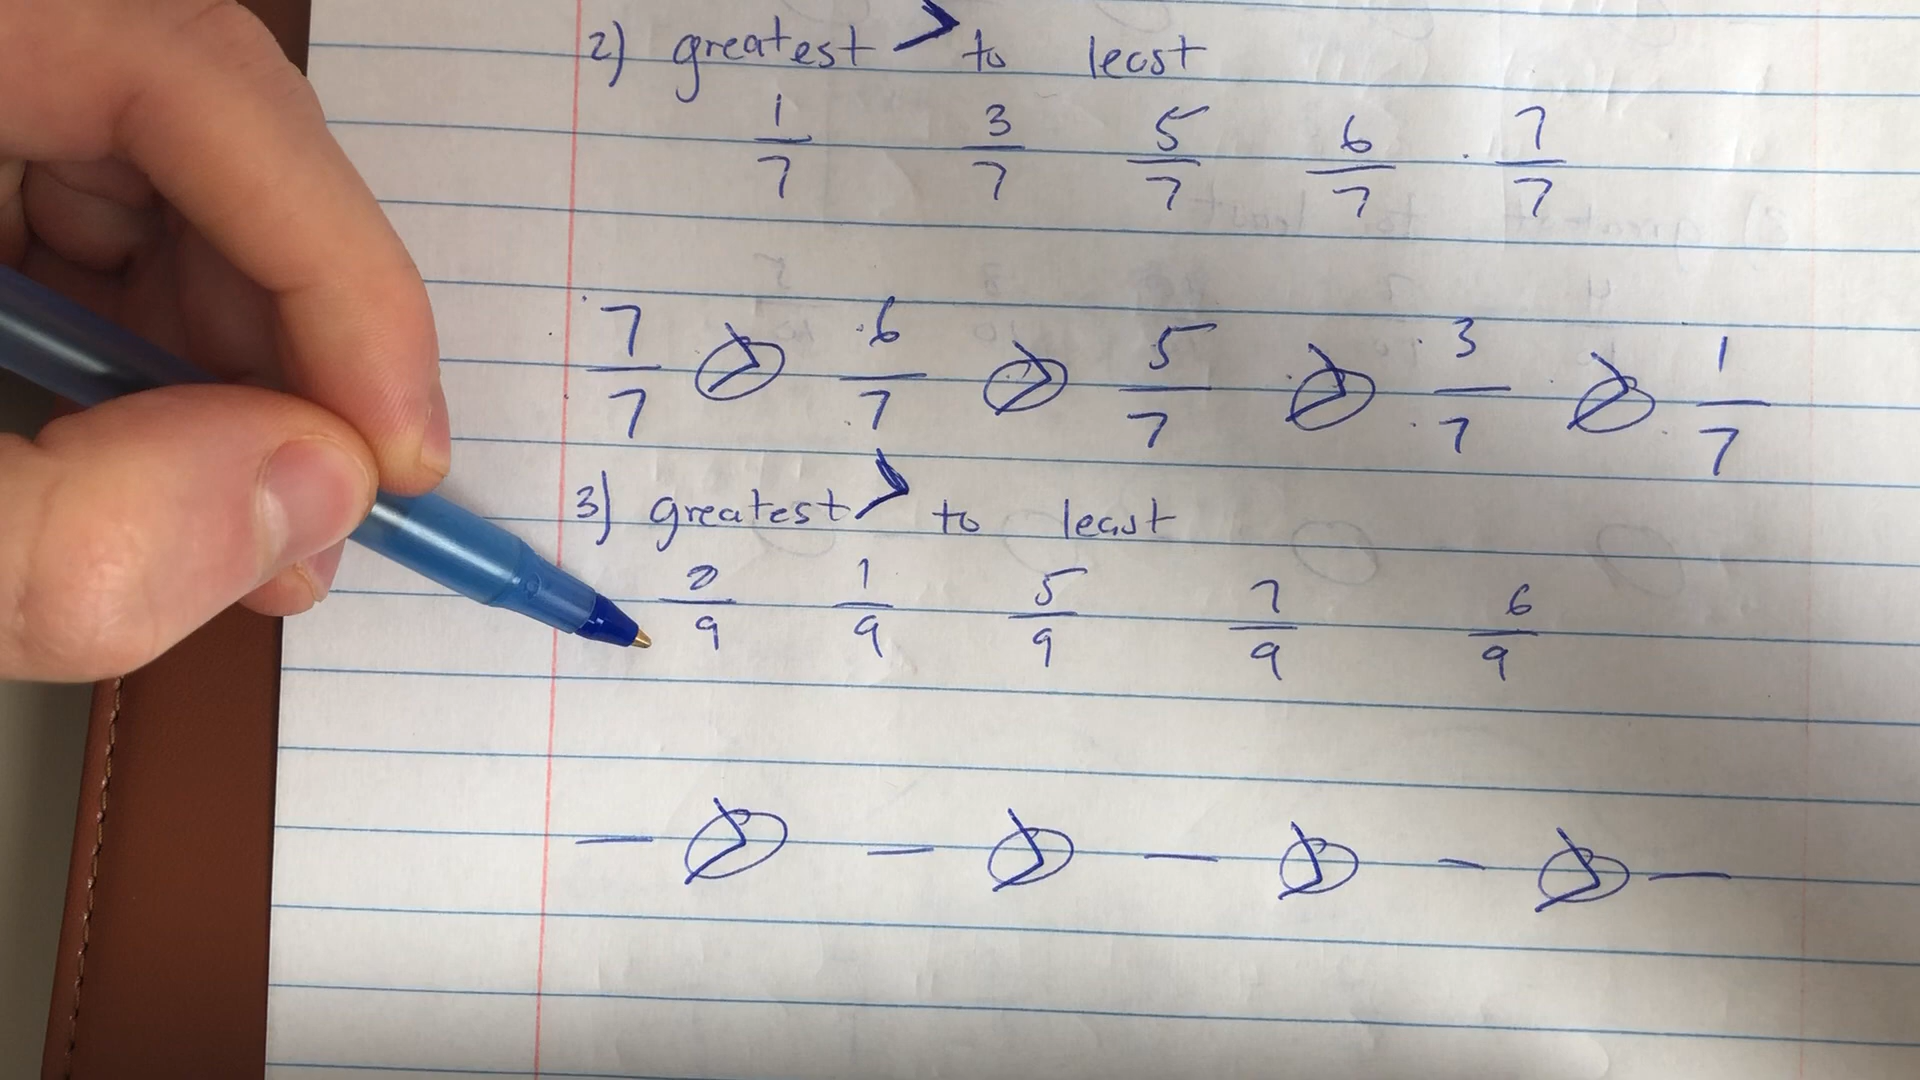 2) greatest > to least
1/7 3/7 5/7 6/7 7/7
7/7 > 6/7 > 5/7 > 3/7 > 1/7
3) greatest > to least
2/9 1/9 5/9 7/9 6/9
— > — > — > — > —